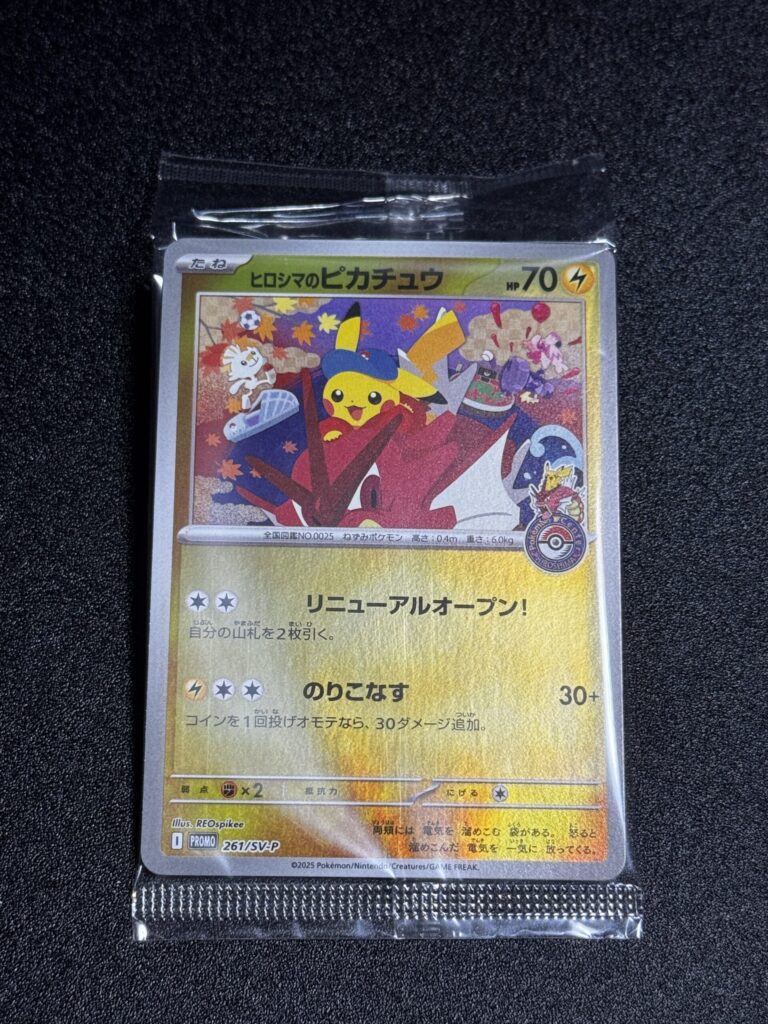 たね
ヒロシマのピカチュウ HP70
全国図鑑NO.0025 ねずみポケモン 高さ:0.4m 重さ:6.0kg
リニューアルオープン!
自分の山札を2枚引く。
のりこなす 30+
コインを1回投げオモテなら、30ダメージ追加。
弱点 ×2 抵抗力 にげる
Illus. REOspikee
両頬には 電気を 溜めこむ 袋がある。 怒ると
溜めこんだ 電気を 一気に 放ってくる。
I PROMO 261/SV-P
©2025 Pokémon/Nintendo/Creatures/GAME FREAK.